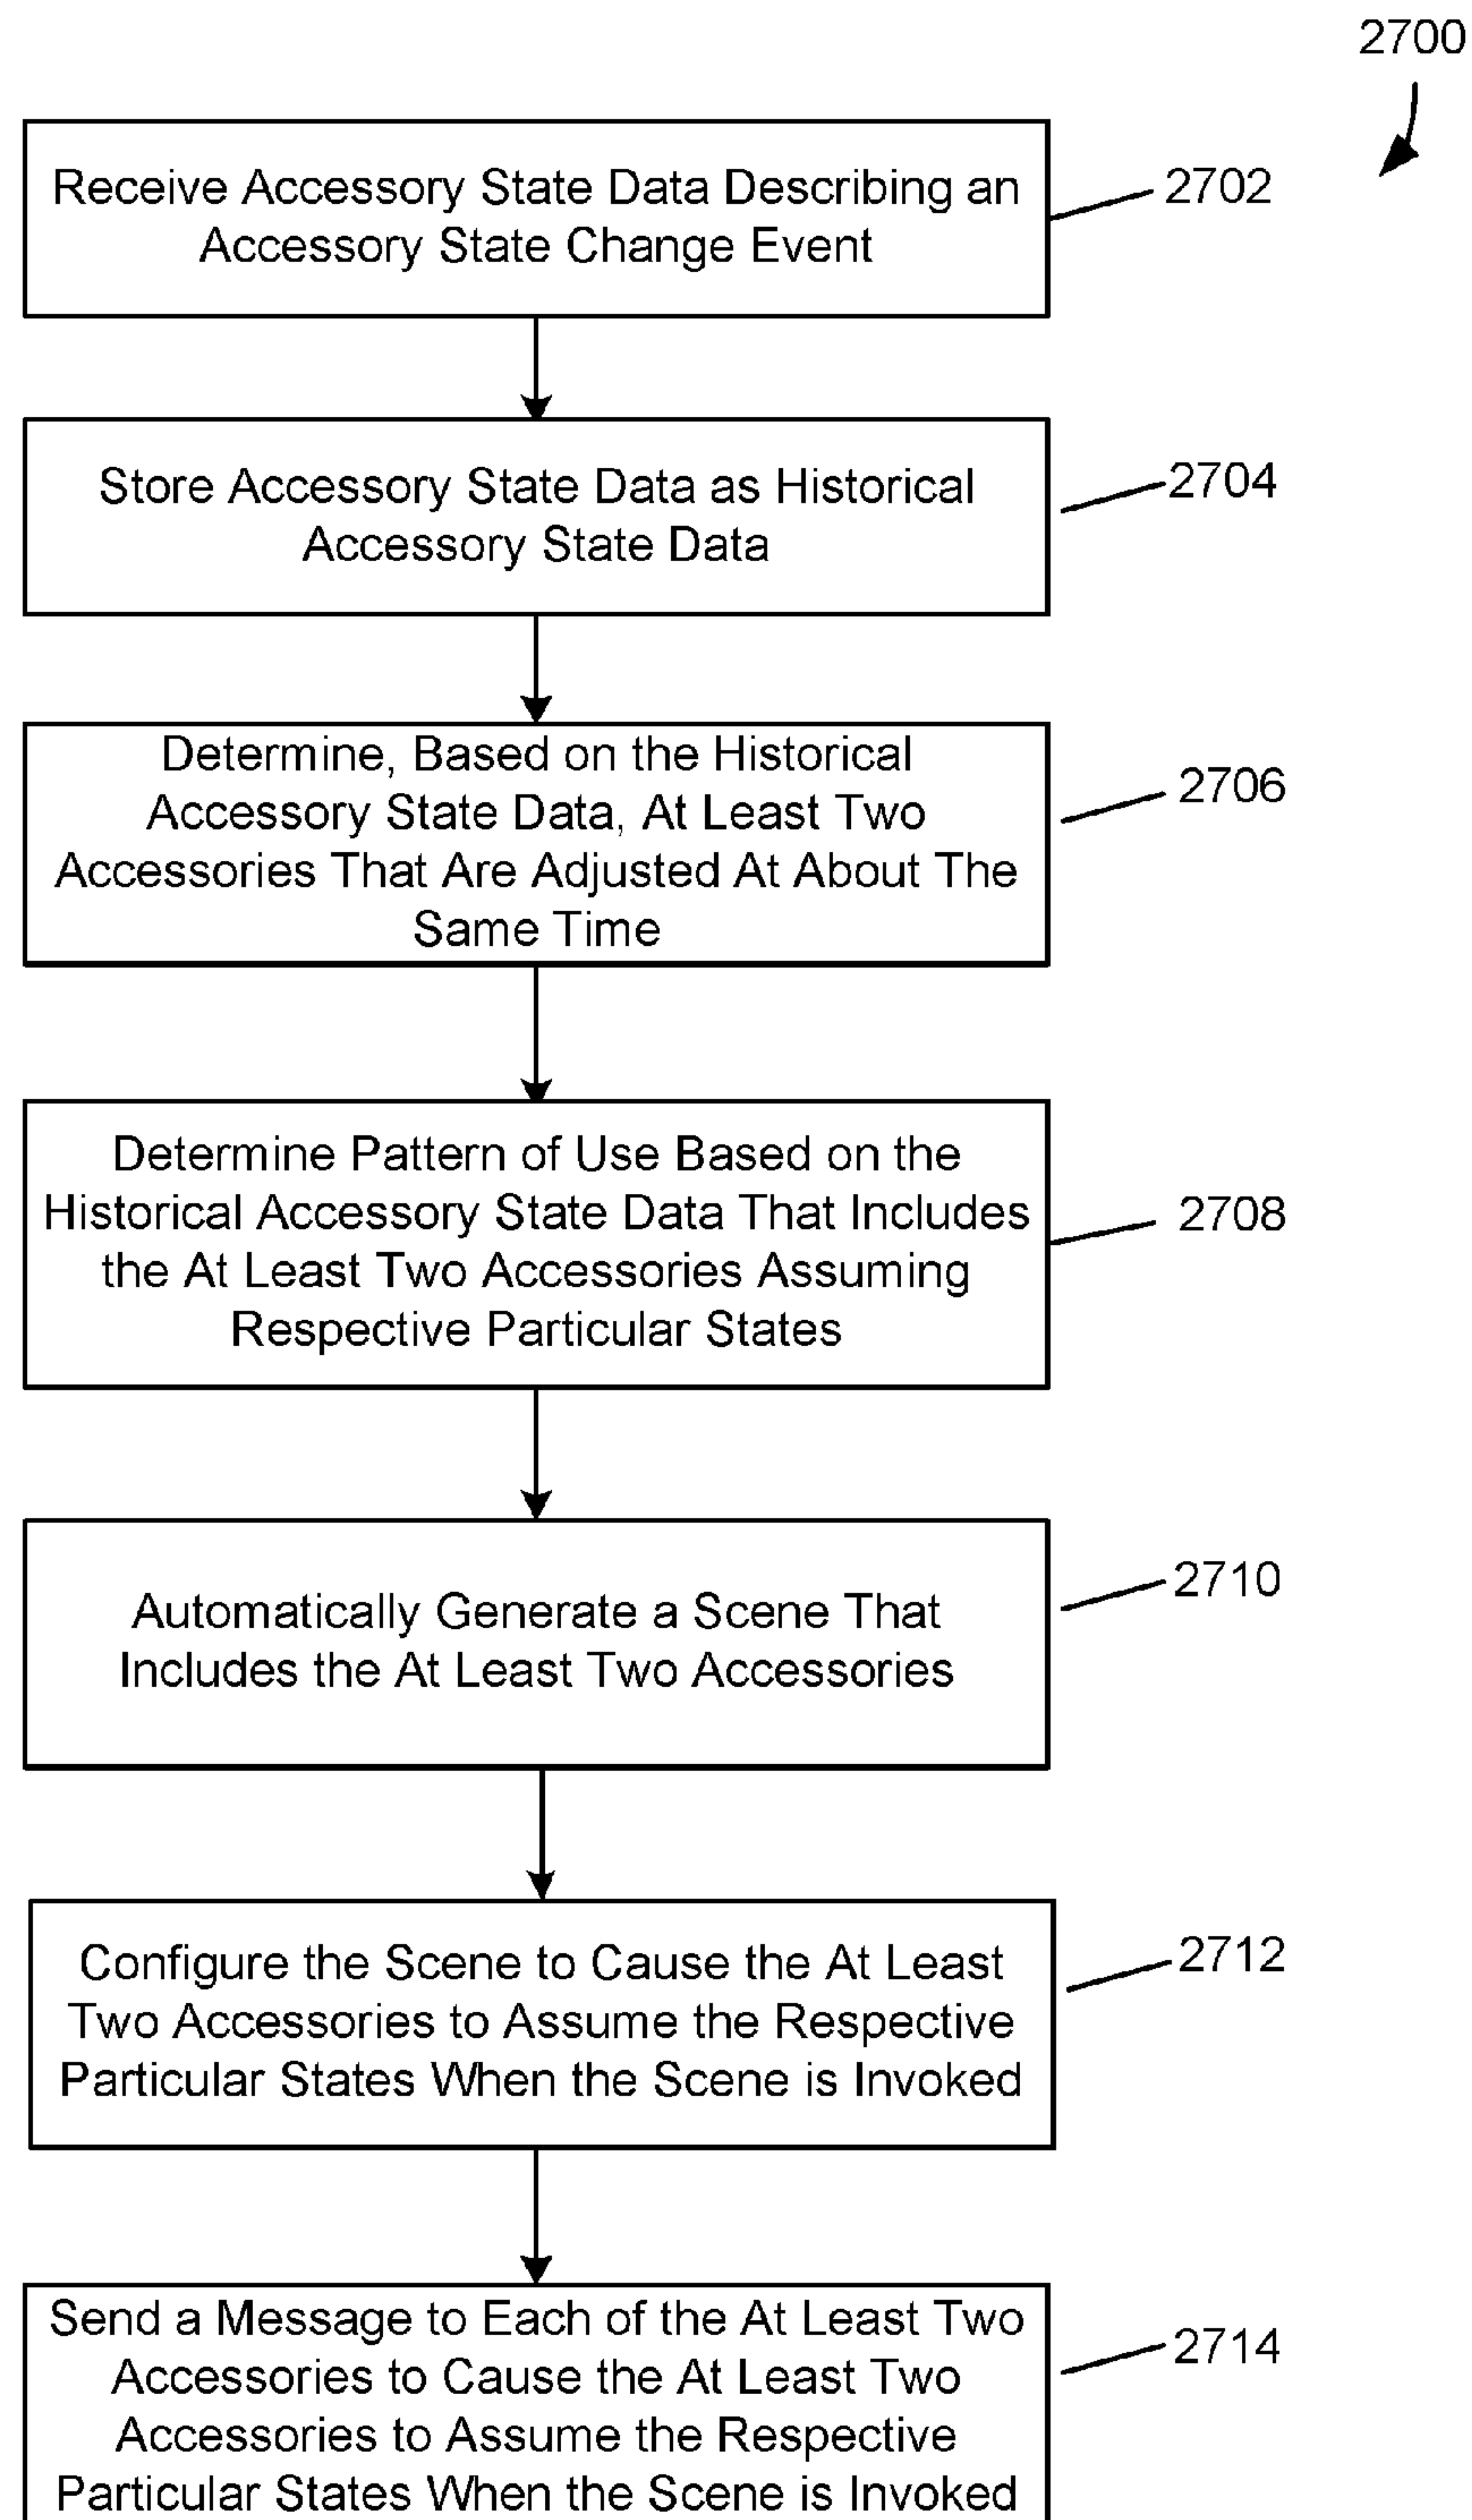 2700
Receive Accessory State Data Describing an
Accessory State Change Event
2702
Store Accessory State Data as Historical
Accessory State Data
2704
Determine, Based on the Historical
Accessory State Data, At Least Two
Accessories That Are Adjusted At About The
Same Time
2706
Determine Pattern of Use Based on the
Historical Accessory State Data That Includes
the At Least Two Accessories Assuming
Respective Particular States
2708
Automatically Generate a Scene That
Includes the At Least Two Accessories
2710
Configure the Scene to Cause the At Least
Two Accessories to Assume the Respective
Particular States When the Scene is Invoked
2712
Send a Message to Each of the At Least Two
Accessories to Cause the At Least Two
Accessories to Assume the Respective
Particular States When the Scene is Invoked
2714